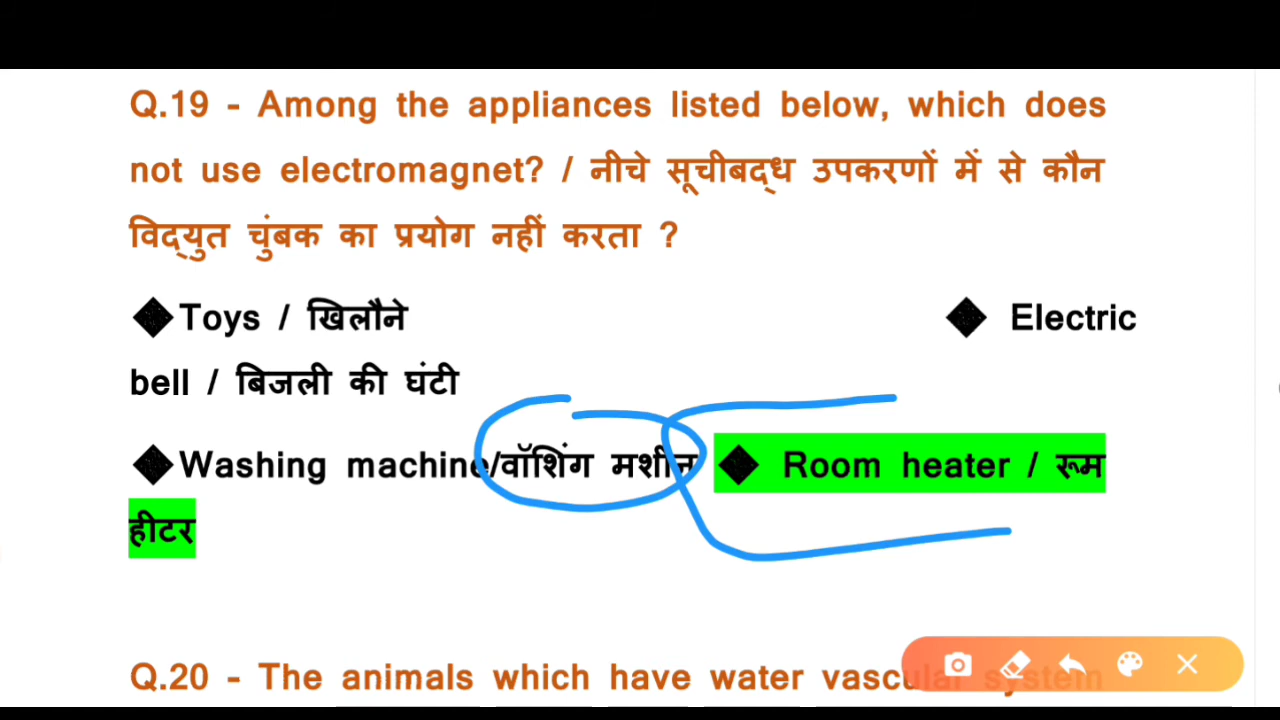 Q.19 - Among the appliances listed below, which does
not use electromagnet? / नीचे सूचीबद्ध उपकरणों में से कौन
विद्युत चुंबक का प्रयोग नहीं करता ?
◆Toys / खिलौने ◆ Electric
bell / बिजली की घंटी
◆Washing machine/वॉशिंग मशीन ◆ Room heater / रूम
हीटर
Q.20 - The animals which have water vascular system